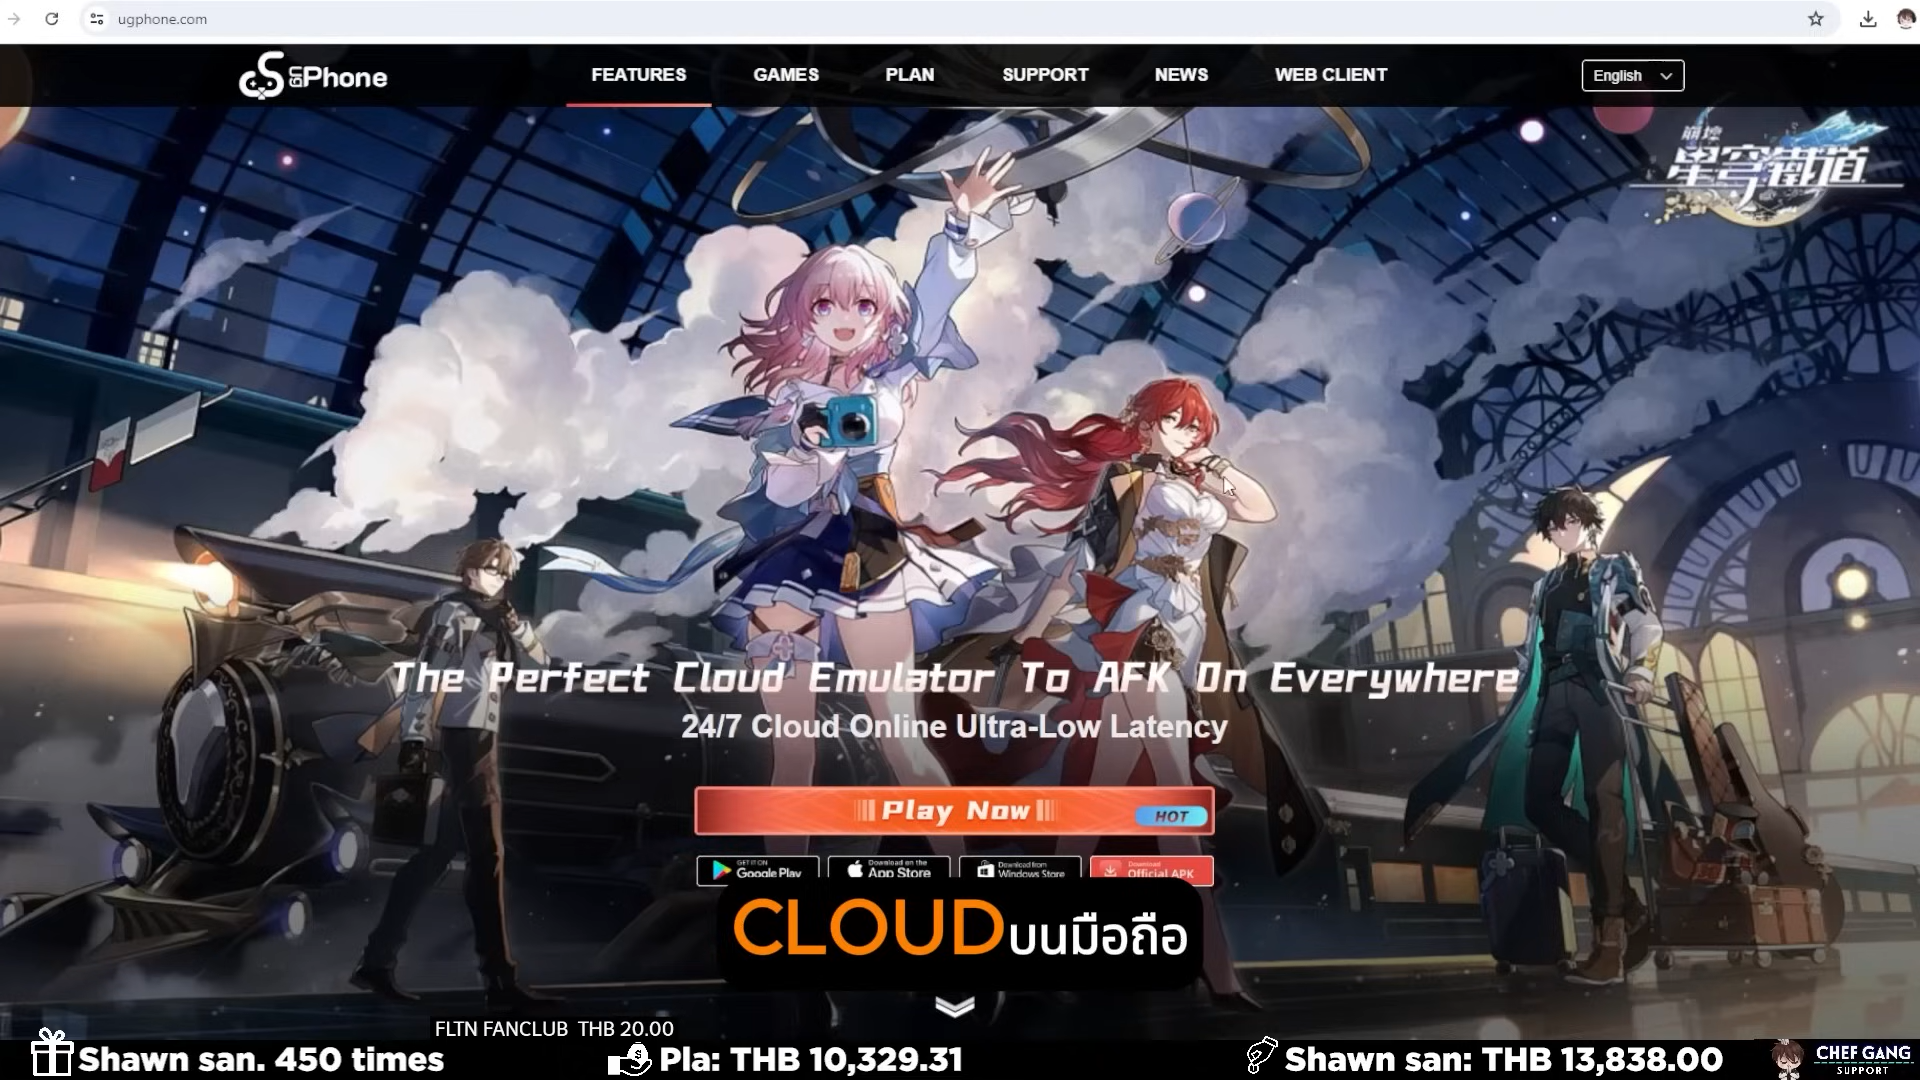 ugphone.com
UgPhone
FEATURES GAMES PLAN SUPPORT NEWS WEB CLIENT English
崩壞
星穹鐵道
The Perfect Cloud Emulator To AFK On Everywhere
24/7 Cloud Online Ultra-Low Latency
Play Now HOT
GET IT ON Google Play
Download on the App Store
Download from Windows Store
Download Official APK
CLOUDบนมือถือ
FLTN FANCLUB THB 20.00
Shawn san. 450 times
Pla: THB 10,329.31
Shawn san: THB 13,838.00
CHEF GANG
SUPPORT